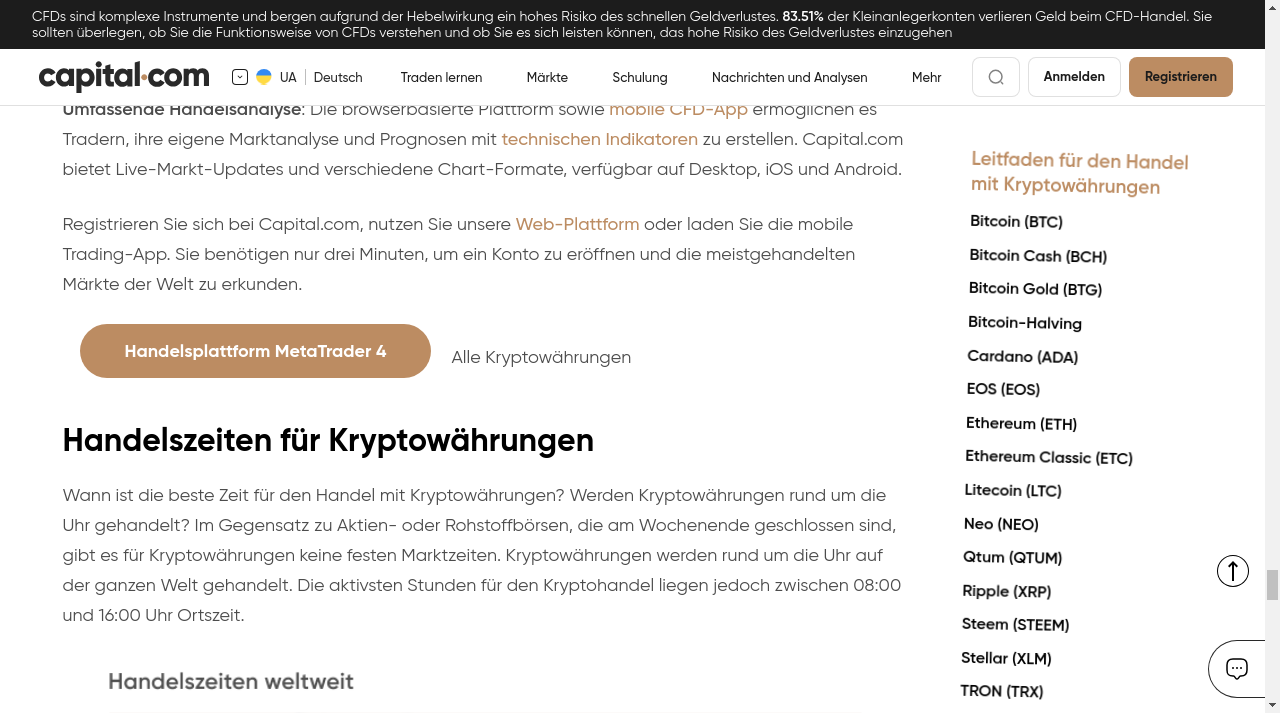 CFDs sind komplexe Instrumente und bergen aufgrund der Hebelwirkung ein hohes Risiko des schnellen Geldverlustes. 83.51% der Kleinanlegerkonten verlieren Geld beim CFD-Handel. Sie
sollten überlegen, ob Sie die Funktionsweise von CFDs verstehen und ob Sie es sich leisten können, das hohe Risiko des Geldverlustes einzugehen
capital.com
UA
Deutsch
Traden lernen
Märkte
Schulung
Nachrichten und Analysen
Mehr
Anmelden
Registrieren
Umfassende Handelsanalyse: Die browserbasierte Plattform sowie mobile CFD-App ermöglichen es
Tradern, ihre eigene Marktanalyse und Prognosen mit technischen Indikatoren zu erstellen. Capital.com
bietet Live-Markt-Updates und verschiedene Chart-Formate, verfügbar auf Desktop, iOS und Android.
Registrieren Sie sich bei Capital.com, nutzen Sie unsere Web-Plattform oder laden Sie die mobile
Trading-App. Sie benötigen nur drei Minuten, um ein Konto zu eröffnen und die meistgehandelten
Märkte der Welt zu erkunden.
Handelsplattform MetaTrader 4
Alle Kryptowährungen
Handelszeiten für Kryptowährungen
Wann ist die beste Zeit für den Handel mit Kryptowährungen? Werden Kryptowährungen rund um die
Uhr gehandelt? Im Gegensatz zu Aktien- oder Rohstoffbörsen, die am Wochenende geschlossen sind,
gibt es für Kryptowährungen keine festen Marktzeiten. Kryptowährungen werden rund um die Uhr auf
der ganzen Welt gehandelt. Die aktivsten Stunden für den Kryptohandel liegen jedoch zwischen 08:00
und 16:00 Uhr Ortszeit.
Handelszeiten weltweit
Leitfaden für den Handel
mit Kryptowährungen
Bitcoin (BTC)
Bitcoin Cash (BCH)
Bitcoin Gold (BTG)
Bitcoin-Halving
Cardano (ADA)
EOS (EOS)
Ethereum (ETH)
Ethereum Classic (ETC)
Litecoin (LTC)
Neo (NEO)
Qtum (QTUM)
Ripple (XRP)
Steem (STEEM)
Stellar (XLM)
TRON (TRX)